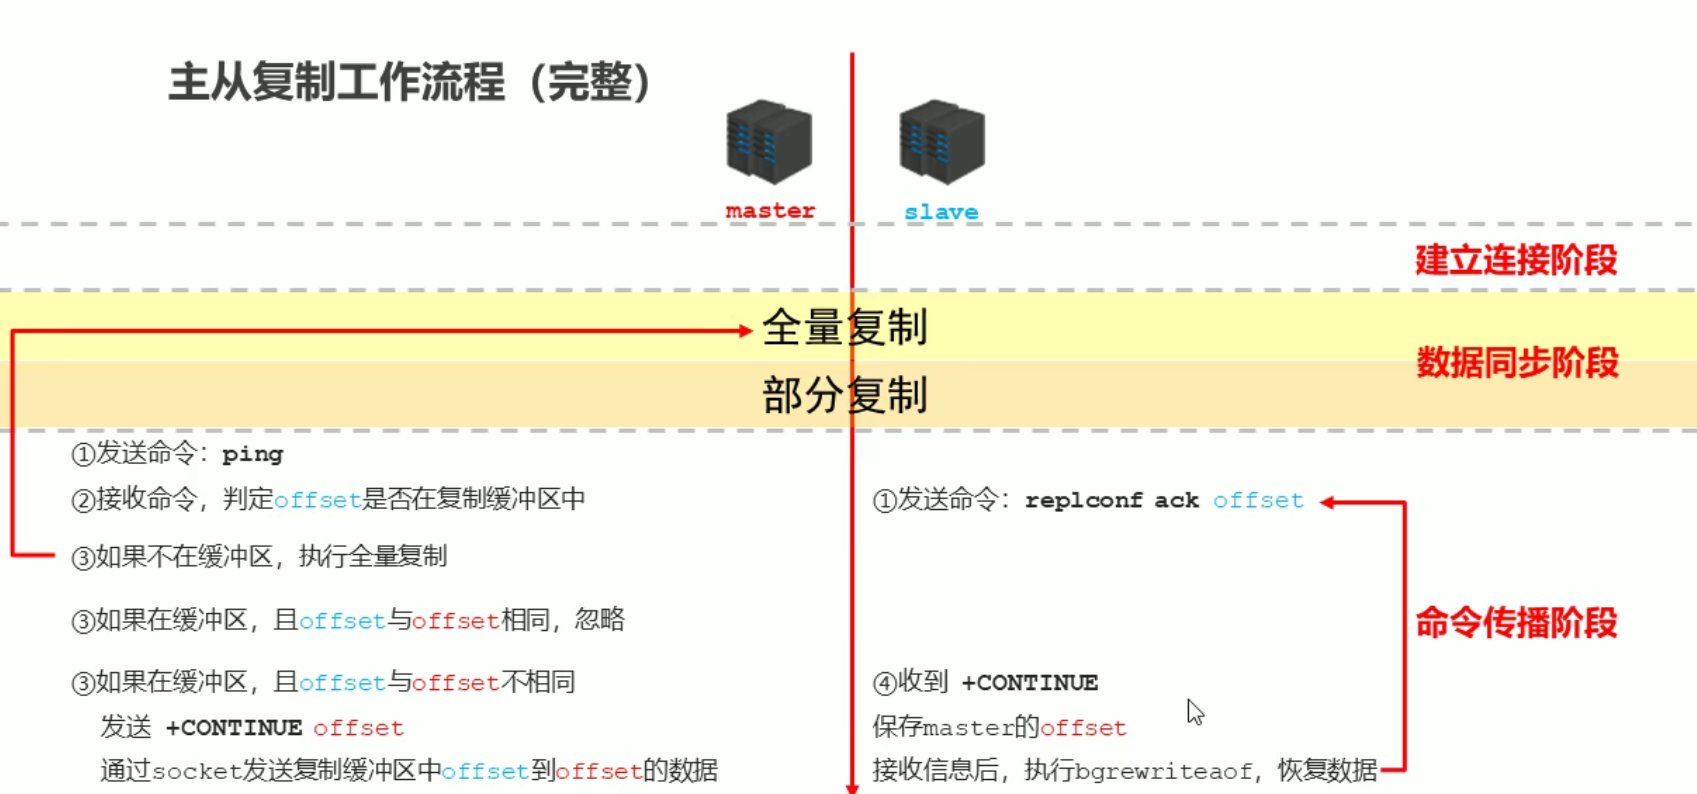 主从复制工作流程（完整）
master
slave
建立连接阶段
全量复制
数据同步阶段
部分复制
①发送命令：ping
②接收命令，判定offset是否在复制缓冲区中
①发送命令：replconf ack offset
③如果不在缓冲区，执行全量复制
③如果在缓冲区，且offset与offset相同，忽略
命令传播阶段
③如果在缓冲区，且offset与offset不相同
④收到 +CONTINUE
发送 +CONTINUE offset
保存master的offset
通过socket发送复制缓冲区中offset到offset的数据
接收信息后，执行bgrewriteaof，恢复数据